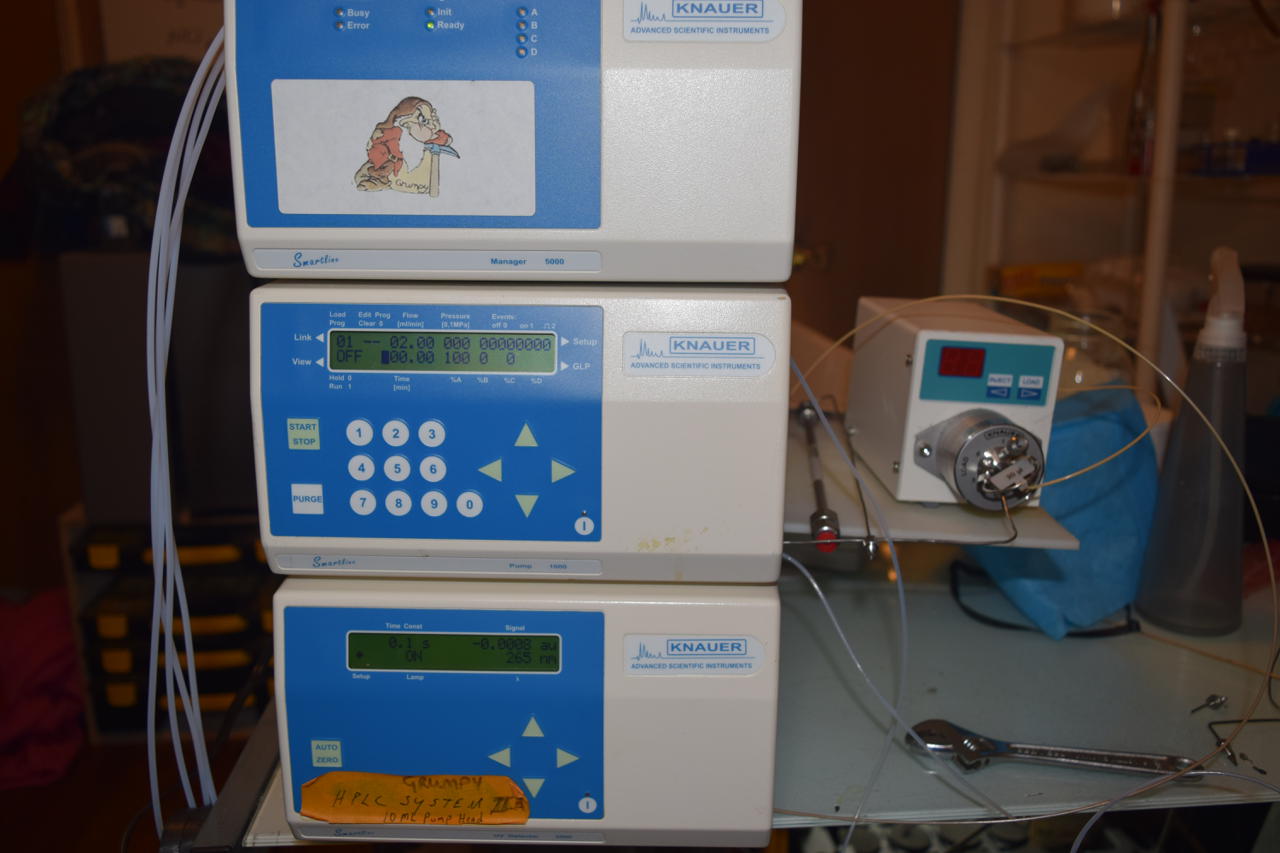 Busy Init A
Error Ready B
C
D
KNAUER
ADVANCED SCIENTIFIC INSTRUMENTS
Grumpy
Smartline Manager 5000
Load Edit Prog Flow Pressure Events:
Prog Clear 0 [ml/min] [0,1MPa] off 0 on 1
Link Setup
01 -- 02.00 000 00000000
View GLP
OFF 00.00 100 0 0
Hold 0 Time %A %B %C %D
Run 1 [min]
KNAUER
ADVANCED SCIENTIFIC INSTRUMENTS
START
STOP
1 2 3
4 5 6
7 8 9 0
PURGE
I
Smartline Pump 1000
Time Const Signal
0.1 s -0.0008 au
* ON 265 nm
Setup Lamp λ
KNAUER
ADVANCED SCIENTIFIC INSTRUMENTS
AUTO
ZERO
I
GRUMPY
HPLC SYSTEM
10 ML Pump Head
Smartline UV Detector
INJECT LOAD
KNAUER
LOAD